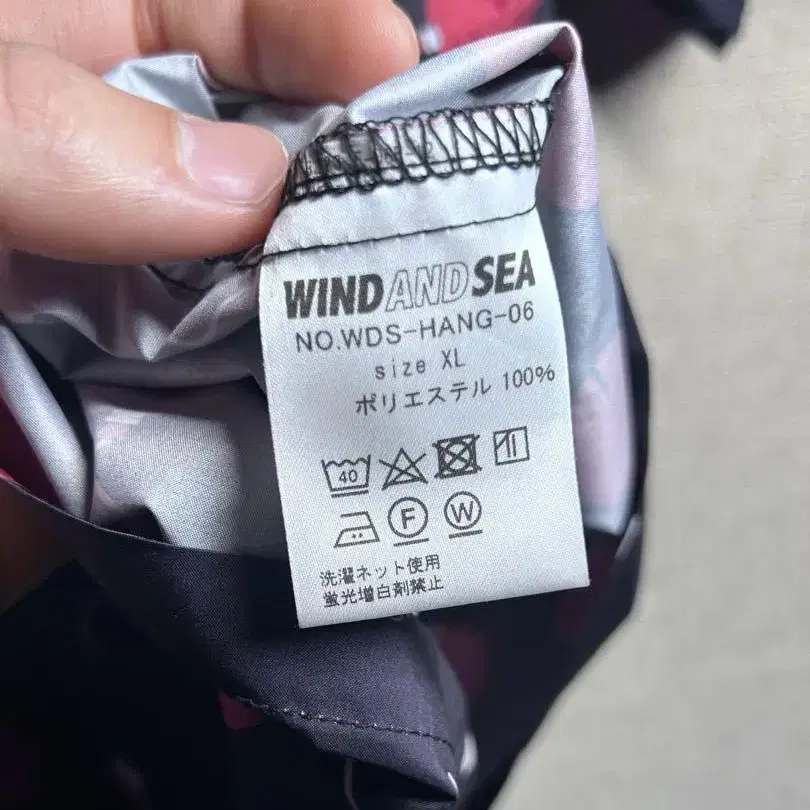 WIND AND SEA
NO.WDS-HANG-06
size XL
ポリエステル 100%
40
F W
洗濯ネット使用
蛍光増白剤禁止